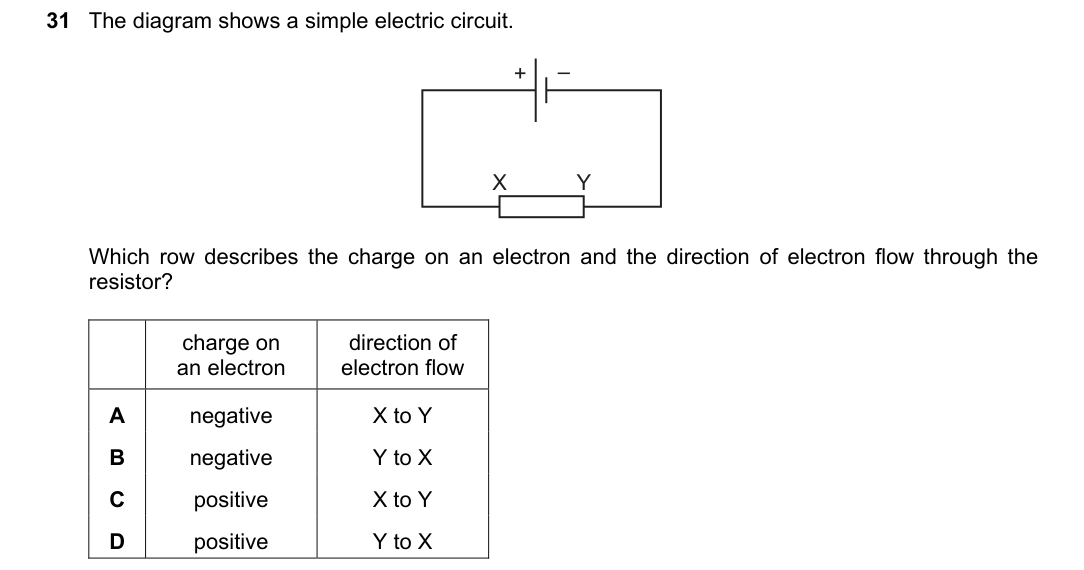 31 The diagram shows a simple electric circuit.
+ –
X Y
Which row describes the charge on an electron and the direction of electron flow through the
resistor?
charge on
an electron
direction of
electron flow
A negative X to Y
B negative Y to X
C positive X to Y
D positive Y to X